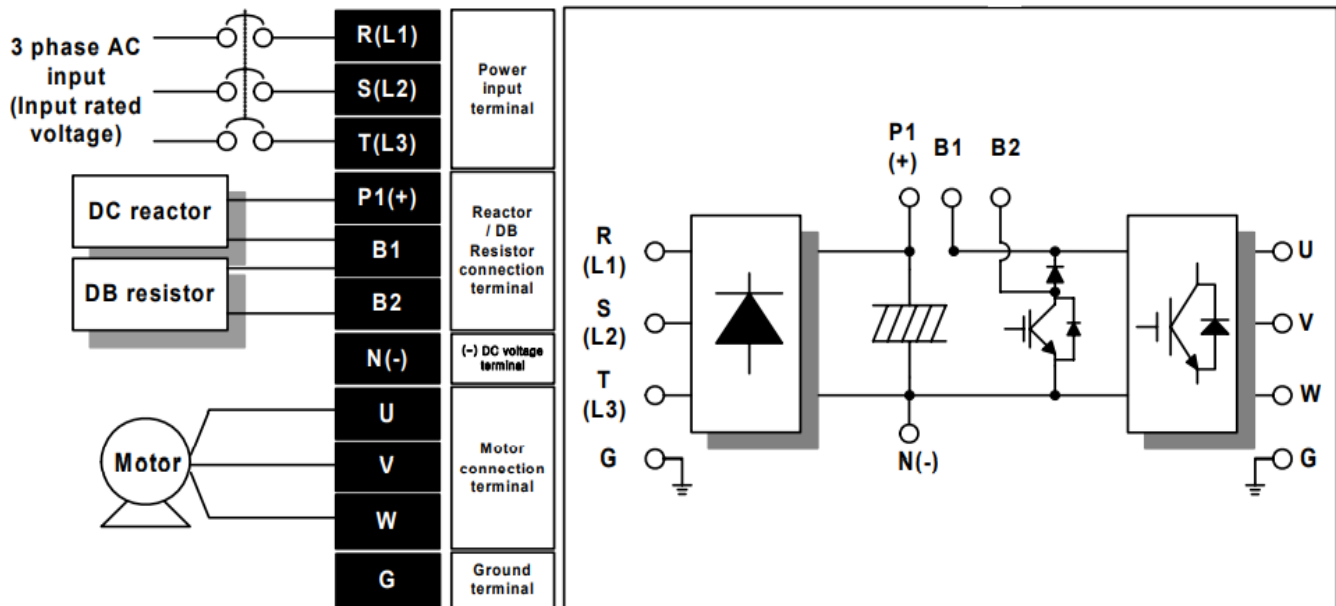 3 phase AC
input
(Input rated
voltage)
R(L1)
S(L2)
T(L3)
Power
input
terminal
DC reactor
DB resistor
P1(+)
B1
B2
Reactor
/ DB
Resistor
connection
terminal
N(-)
(-) DC voltage
terminal
Motor
U
V
W
Motor
connection
terminal
G
Ground
terminal
P1
(+)
B1
B2
R
(L1)
S
(L2)
T
(L3)
G
N(-)
U
V
W
G